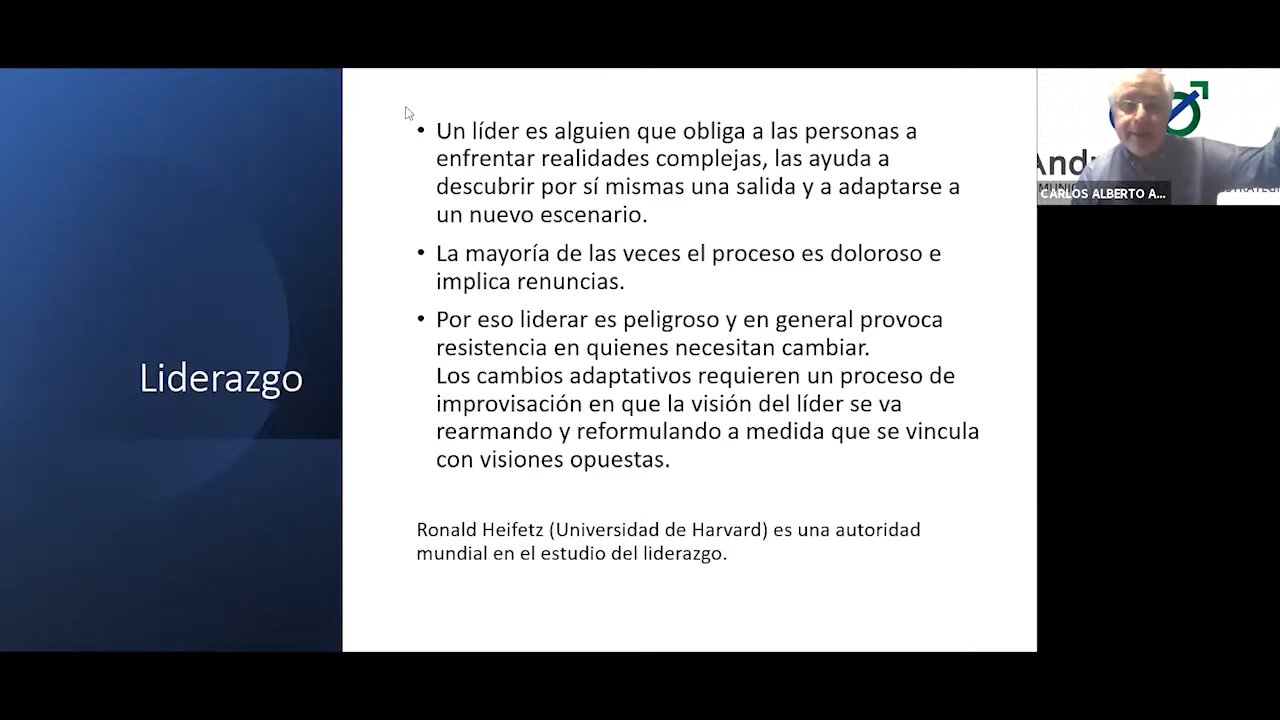 Liderazgo
• Un líder es alguien que obliga a las personas a
enfrentar realidades complejas, las ayuda a
descubrir por sí mismas una salida y a adaptarse a
un nuevo escenario.
• La mayoría de las veces el proceso es doloroso e
implica renuncias.
• Por eso liderar es peligroso y en general provoca
resistencia en quienes necesitan cambiar.
Los cambios adaptativos requieren un proceso de
improvisación en que la visión del líder se va
rearmando y reformulando a medida que se vincula
con visiones opuestas.
Ronald Heifetz (Universidad de Harvard) es una autoridad
mundial en el estudio del liderazgo.
CARLOS ALBERTO A...